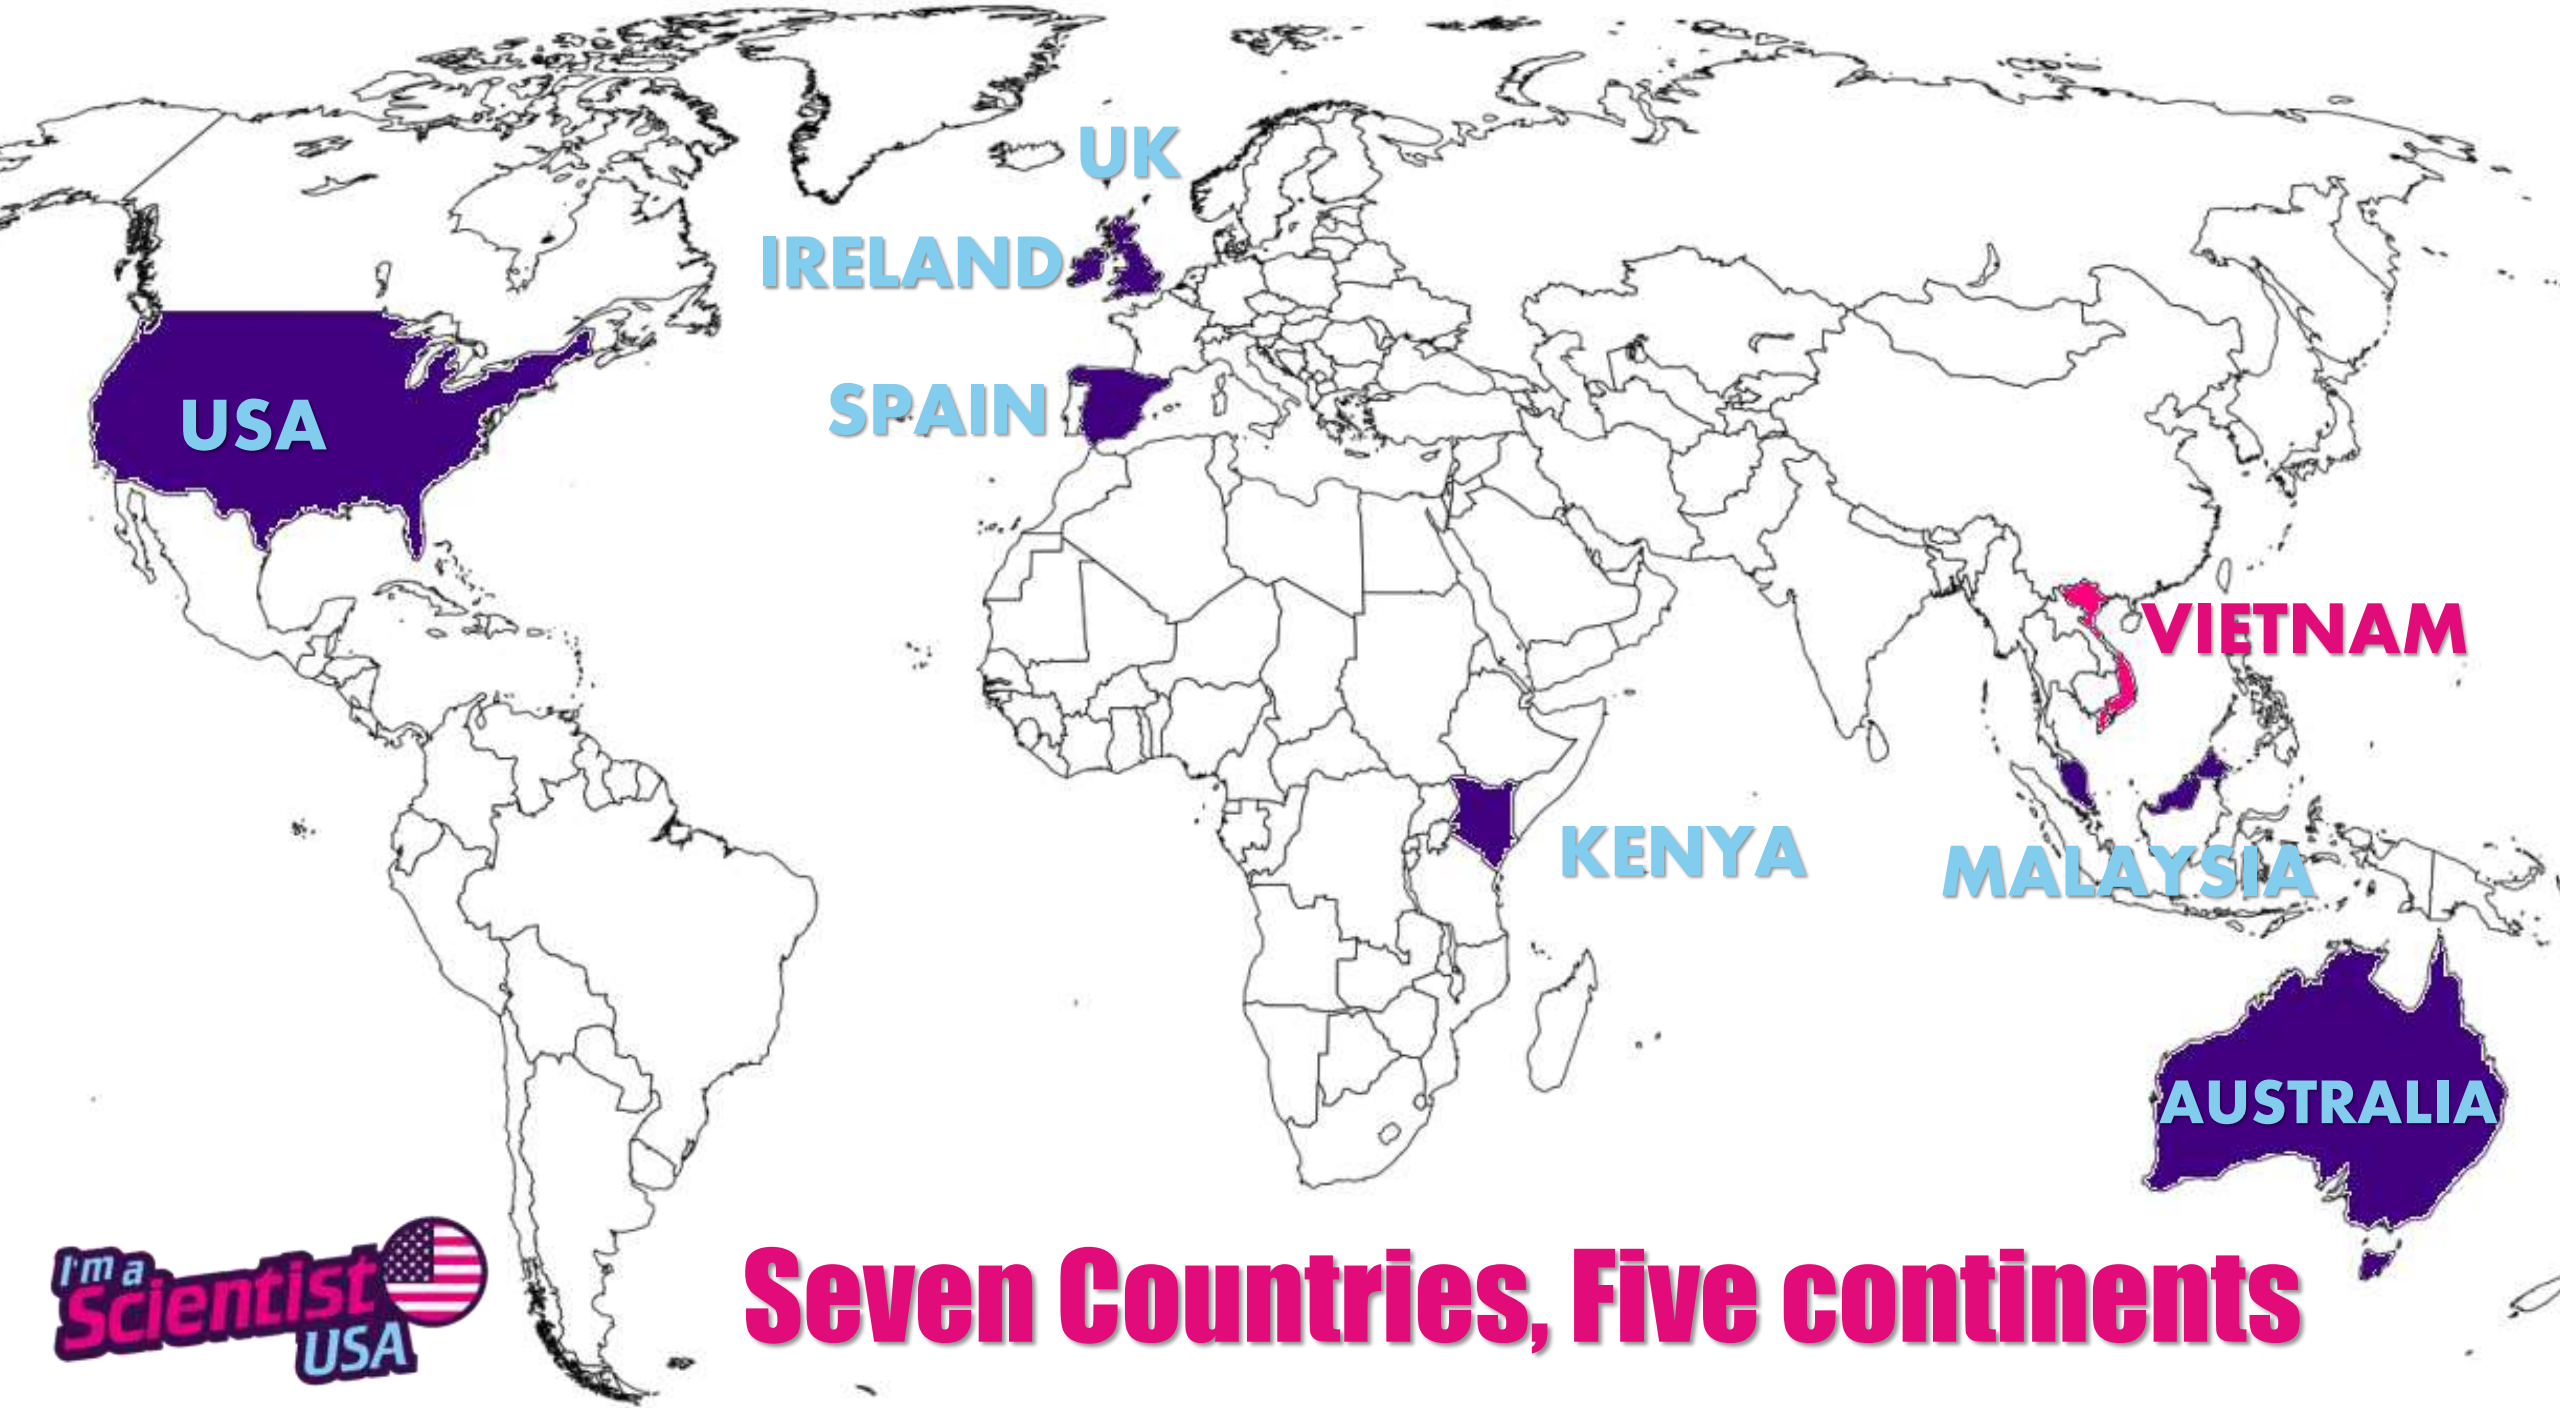 UK
IRELAND
USA
SPAIN
VIETNAM
KENYA
MALAYSIA
AUSTRALIA
I'm a
Scientist
USA
Seven Countries, Five continents